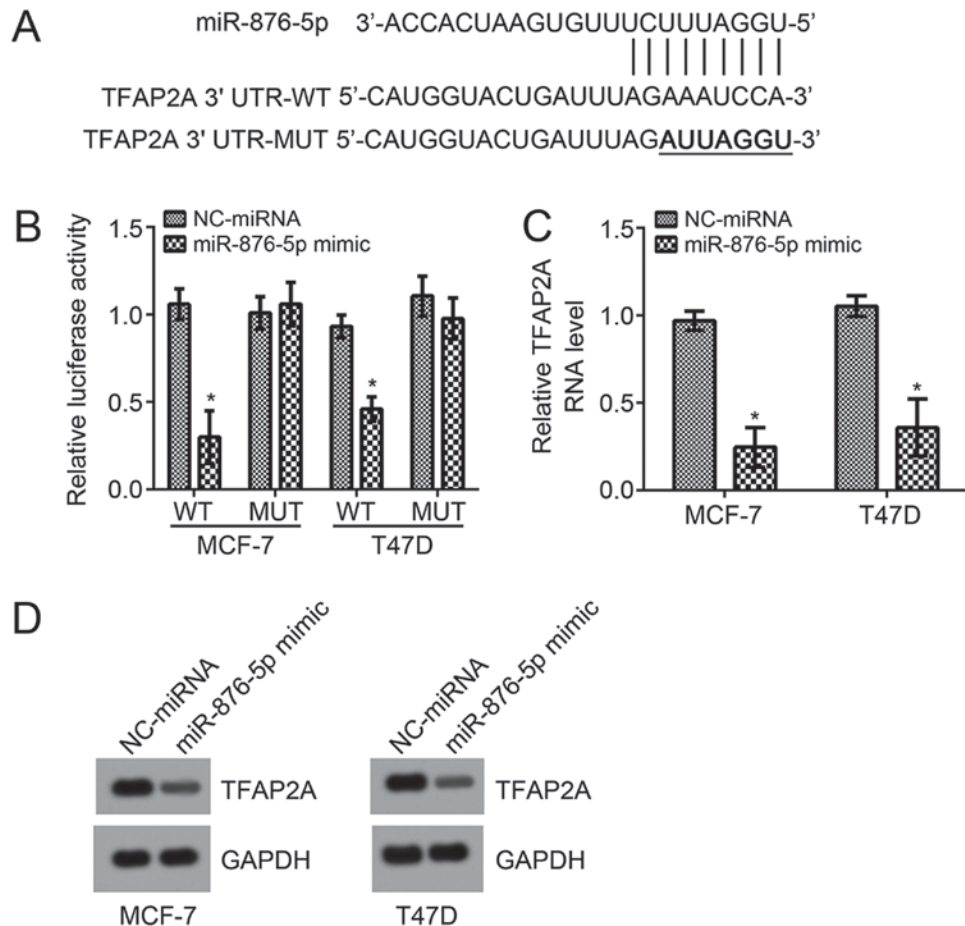 A
miR-876-5p 3'-ACCACUAAGUGUUUCUUUAGGU-5'
TFAP2A 3' UTR-WT 5'-CAUGGUACUGAUUUAGAAAUCCA-3'
TFAP2A 3' UTR-MUT 5'-CAUGGUACUGAUUUAGAUUAGGU-3'
B
NC-miRNA
miR-876-5p mimic
Relative luciferase activity
1.5
1.0
0.5
0.0
*
*
WT MUT WT MUT
MCF-7 T47D
C
NC-miRNA
miR-876-5p mimic
Relative TFAP2A
RNA level
1.5
1.0
0.5
0.0
*
*
MCF-7 T47D
D
NC-miRNA
miR-876-5p mimic
TFAP2A
GAPDH
MCF-7
NC-miRNA
miR-876-5p mimic
TFAP2A
GAPDH
T47D